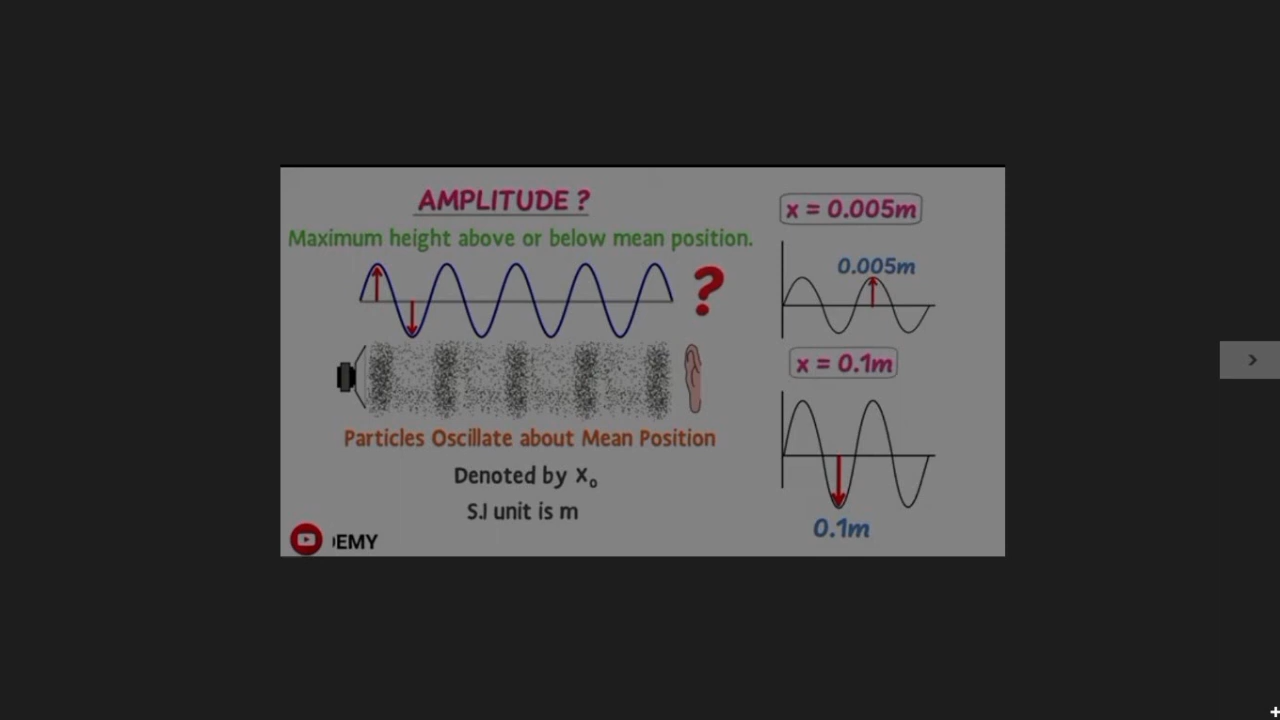 AMPLITUDE ?
Maximum height above or below mean position.
?
Particles Oscillate about Mean Position
Denoted by x₀
S.I unit is m
EMY
x = 0.005m
0.005m
x = 0.1m
0.1m